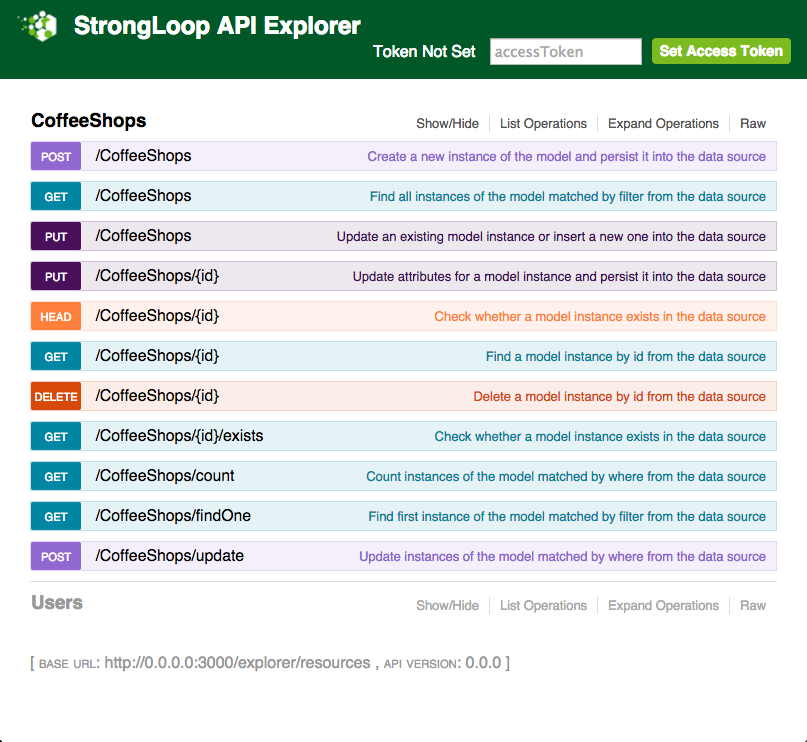 StrongLoop API Explorer
Token Not Set accessToken Set Access Token
CoffeeShops Show/Hide List Operations Expand Operations Raw
POST /CoffeeShops Create a new instance of the model and persist it into the data source
GET /CoffeeShops Find all instances of the model matched by filter from the data source
PUT /CoffeeShops Update an existing model instance or insert a new one into the data source
PUT /CoffeeShops/{id} Update attributes for a model instance and persist it into the data source
HEAD /CoffeeShops/{id} Check whether a model instance exists in the data source
GET /CoffeeShops/{id} Find a model instance by id from the data source
DELETE /CoffeeShops/{id} Delete a model instance by id from the data source
GET /CoffeeShops/{id}/exists Check whether a model instance exists in the data source
GET /CoffeeShops/count Count instances of the model matched by where from the data source
GET /CoffeeShops/findOne Find first instance of the model matched by filter from the data source
POST /CoffeeShops/update Update instances of the model matched by where from the data source
Users Show/Hide List Operations Expand Operations Raw
[ BASE URL: http://0.0.0.0:3000/explorer/resources , API VERSION: 0.0.0 ]